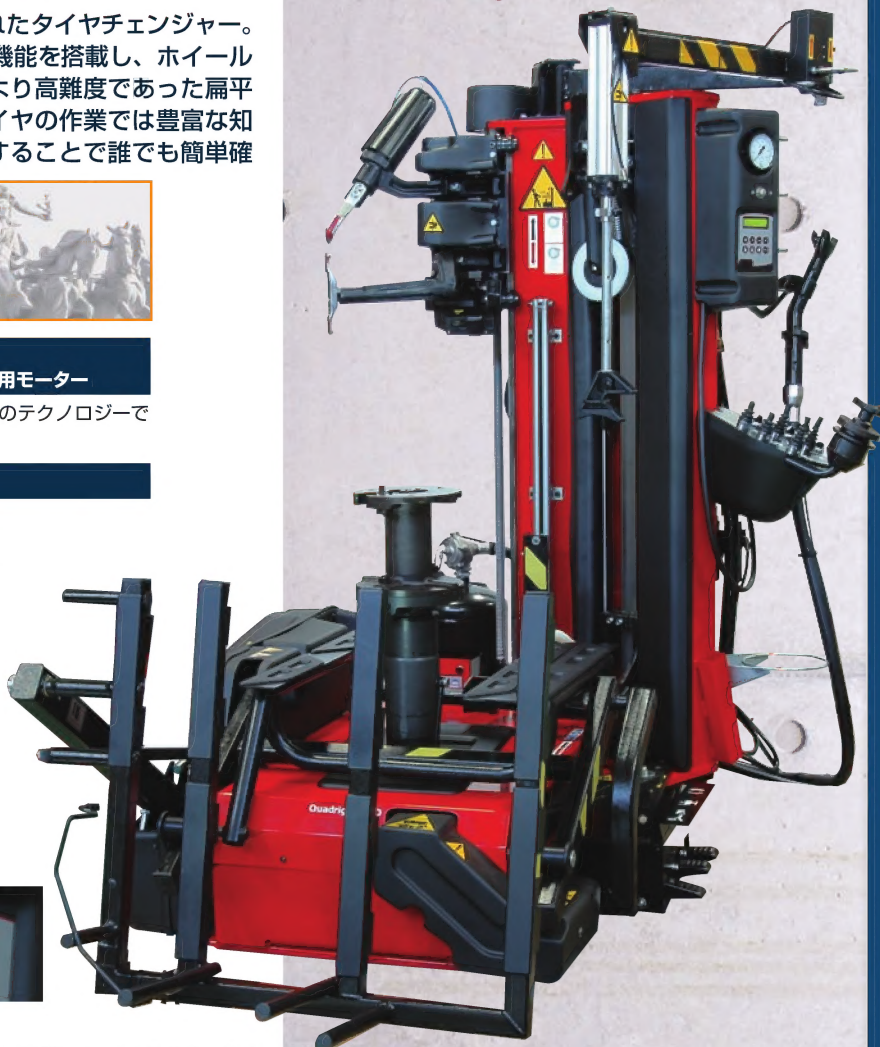 れたタイヤチェンジャー。
機能を搭載し、ホイール
より高難度であった扁平
イヤの作業では豊富な知
することで誰でも簡単確
用モーター
のテクノロジーで